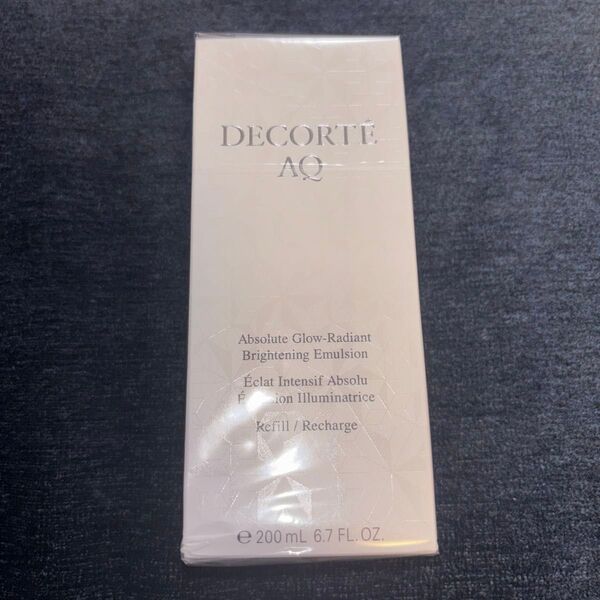 DECORTÉ
AQ
Absolute Glow-Radiant
Brightening Emulsion
Éclat Intensif Absolu
Illuminatrice
Refill / Recharge
℮ 200 mL 6.7 FL. OZ.